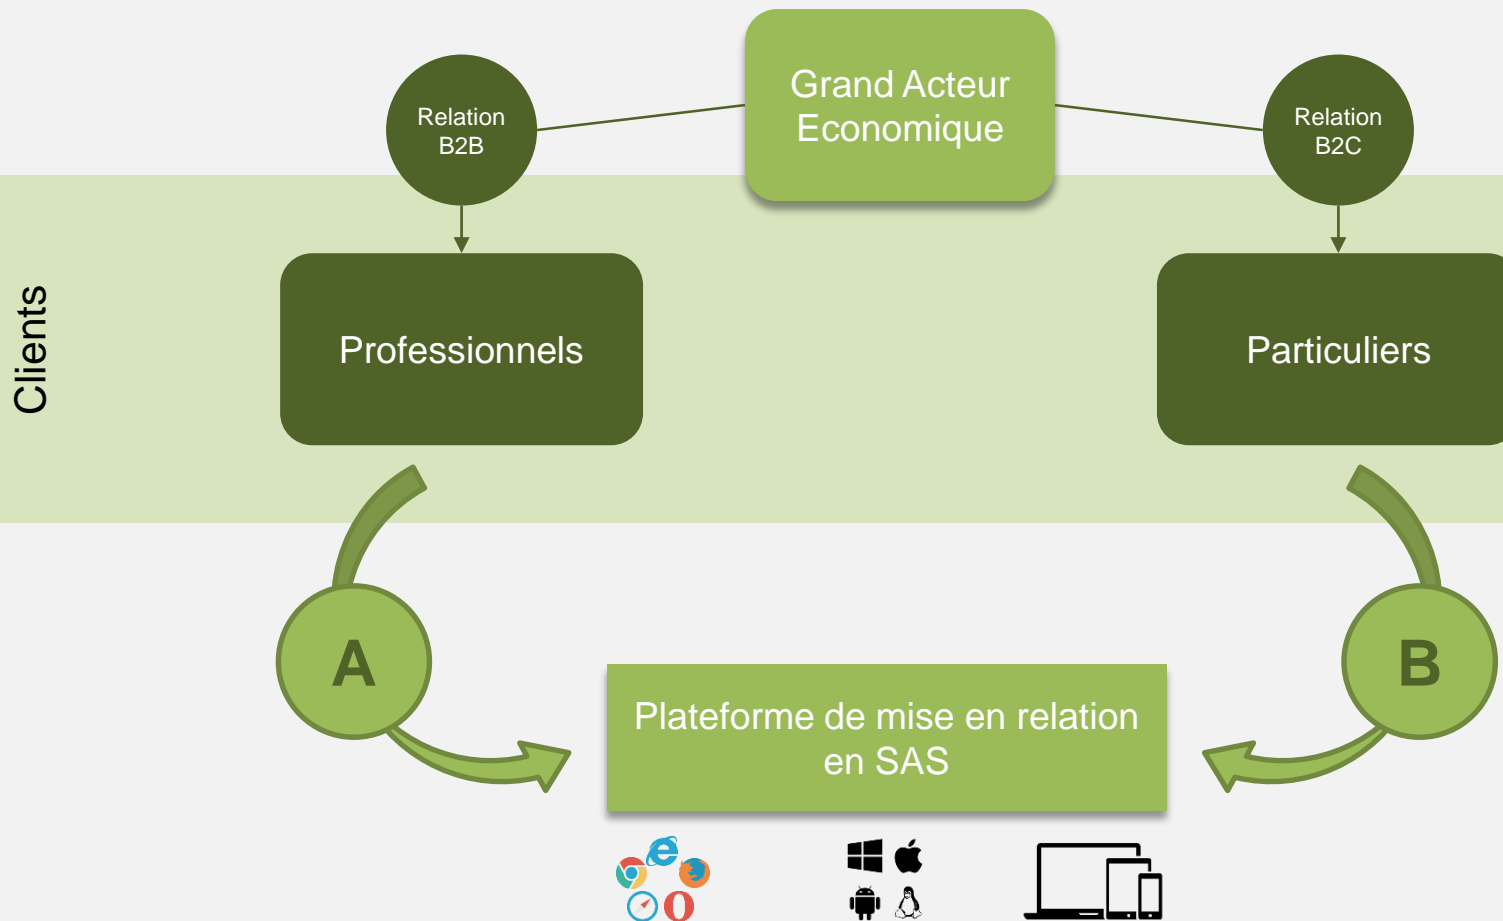 Grand Acteur
Economique
Relation
B2B
Relation
B2C
Clients
Professionnels
Particuliers
A
B
Plateforme de mise en relation
en SAS